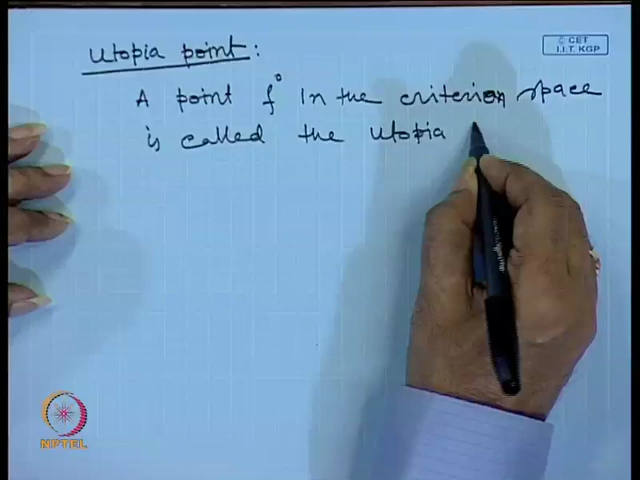 Utopia point :
© CET
I.I.T. KGP
A point f° In the criterion space
is called the utopia
NPTEL